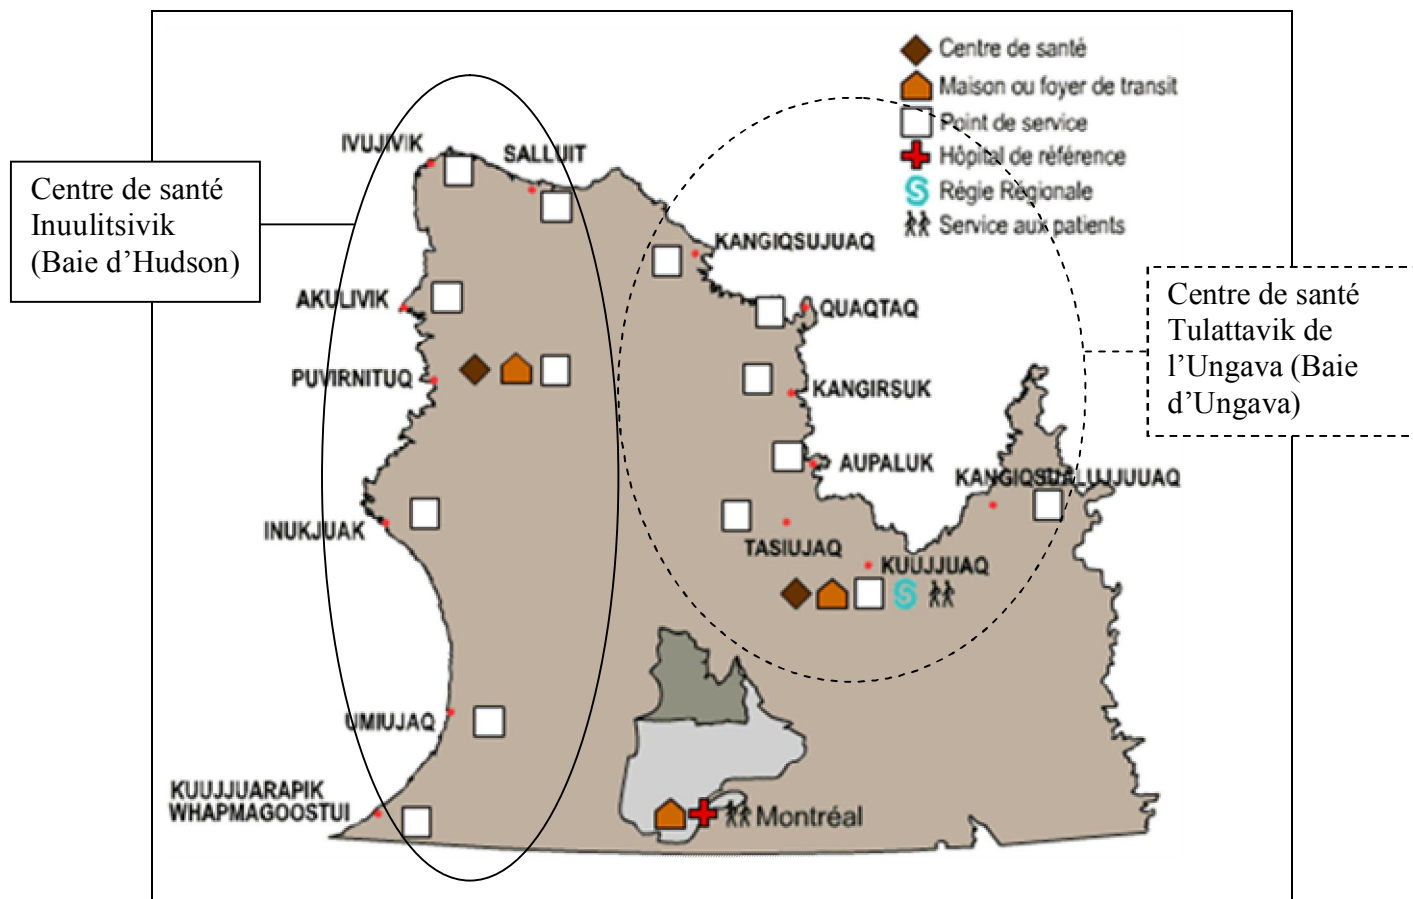 Centre de santé
Maison ou foyer de transit
Point de service
Hôpital de référence
Régie Régionale
Service aux patients
Centre de santé
Inuulitsivik
(Baie d'Hudson)
Centre de santé
Tulattavik de
l'Ungava (Baie
d'Ungava)
IVUJIVIK
SALLUIT
KANGIQSUJUAQ
AKULIVIK
QUAQTAQ
PUVIRNITUQ
KANGIRSUK
AUPALUK
KANGIQSUALUJJUUAQ
INUKJUAK
TASIUJAQ
KUUJJUAQ
UMIUJAQ
KUUJJUARAPIK
WHAPMAGOOSTUI
Montréal